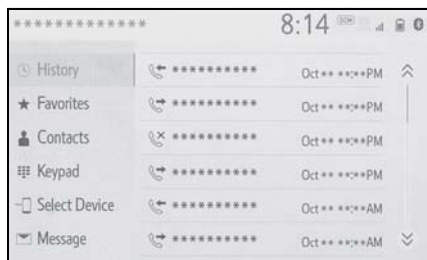 ************* 8:14 DCM
History
********** Oct** **:**PM
Favorites
********** Oct** **:**PM
Contacts
********** Oct** **:**PM
Keypad
********** Oct** **:**PM
Select Device
********** Oct** **:**AM
Message
********** Oct** **:**AM